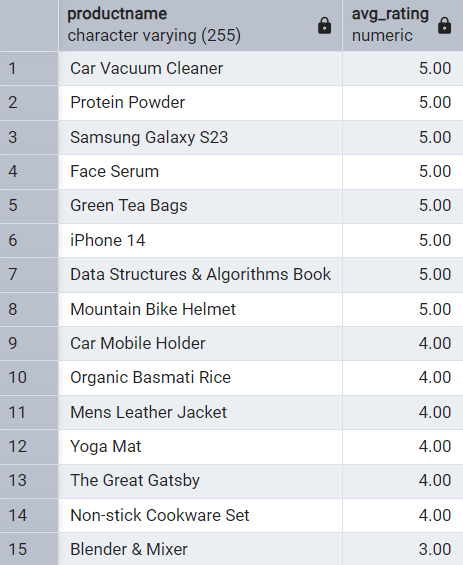 productname avg_rating
character varying (255) numeric
1 Car Vacuum Cleaner 5.00
2 Protein Powder 5.00
3 Samsung Galaxy S23 5.00
4 Face Serum 5.00
5 Green Tea Bags 5.00
6 iPhone 14 5.00
7 Data Structures & Algorithms Book 5.00
8 Mountain Bike Helmet 5.00
9 Car Mobile Holder 4.00
10 Organic Basmati Rice 4.00
11 Mens Leather Jacket 4.00
12 Yoga Mat 4.00
13 The Great Gatsby 4.00
14 Non-stick Cookware Set 4.00
15 Blender & Mixer 3.00